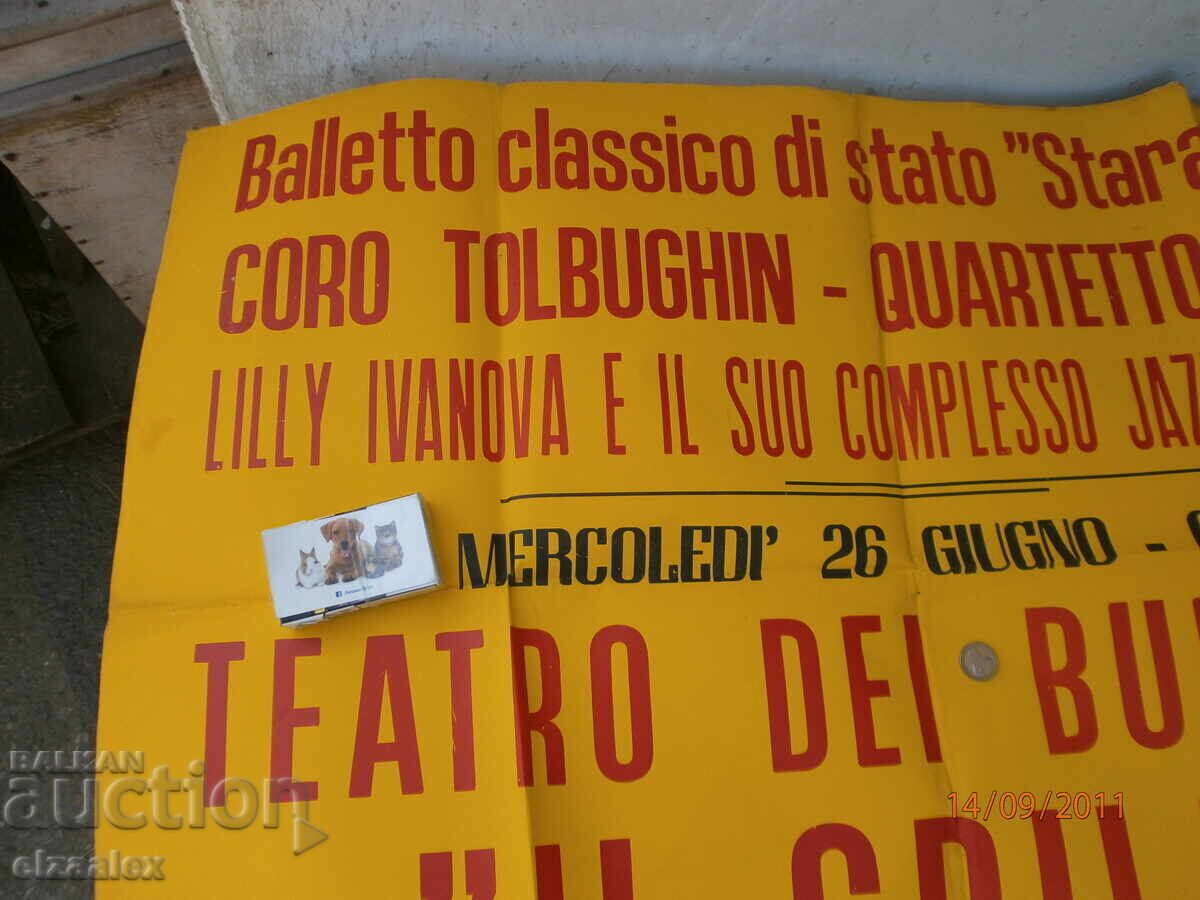 Balletto classico di stato "Stara
CORO TOLBUGHIN - QUARTETTO
LILLY IVANOVA E IL SUO COMPLESSO JAZ
MERCOLEDI' 26 GIUGNO -
TEATRO DEI BU
"IL
BALKAN
auction
elzaalex
14/09/2011